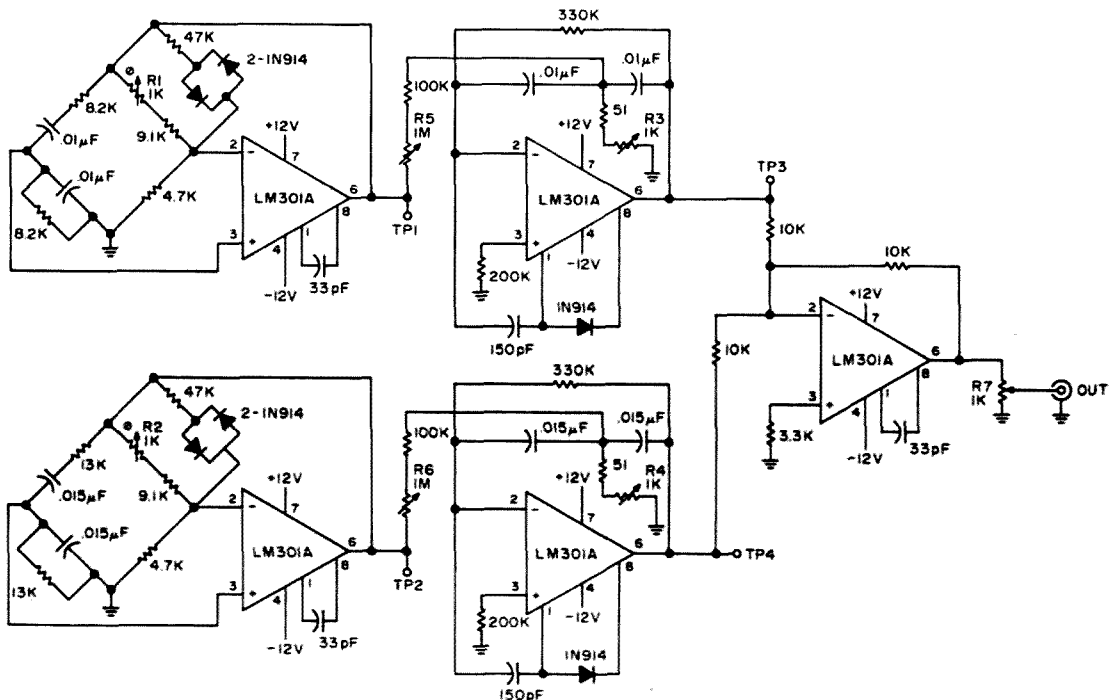 47K
2-1N914
R1
1K
8.2K
.01µF
9.1K
.01µF
4.7K
8.2K
2
-
+12V
7
LM301A
6
8
3
+
1
4
-12V
33pF
TP1
100K
R5
1M
330K
.01µF
.01µF
51
R3
1K
+12V
2
-
7
LM301A
6
8
3
+
4
1
-12V
200K
1N914
150pF
TP3
10K
10K
10K
+12V
2
-
7
LM301A
6
8
3
+
1
4
-12V
3.3K
33pF
R7
1K
OUT
47K
2-1N914
R2
1K
13K
.015µF
9.1K
.015µF
4.7K
13K
2
-
+12V
7
LM301A
6
8
3
+
1
4
-12V
33pF
TP2
100K
R6
1M
330K
.015µF
.015µF
51
R4
1K
+12V
2
-
7
LM301A
6
8
3
+
4
1
-12V
200K
1N914
150pF
TP4